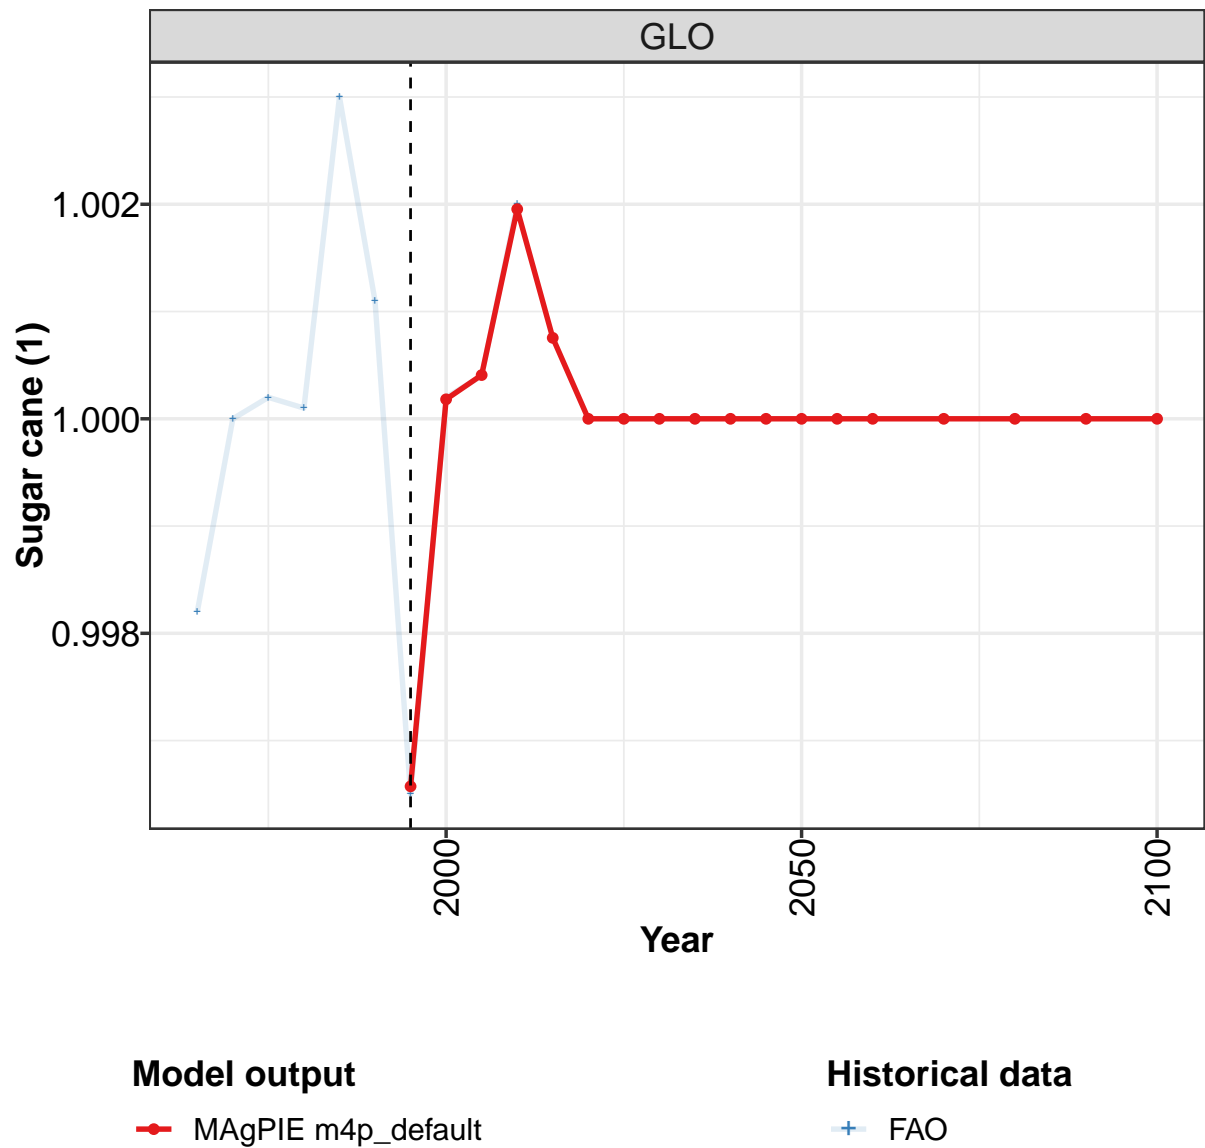 GLO
Sugar cane (1)
1.002
1.000
0.998
2000
2050
2100
Year
Model output
Historical data
MAgPIE m4p_default
FAO